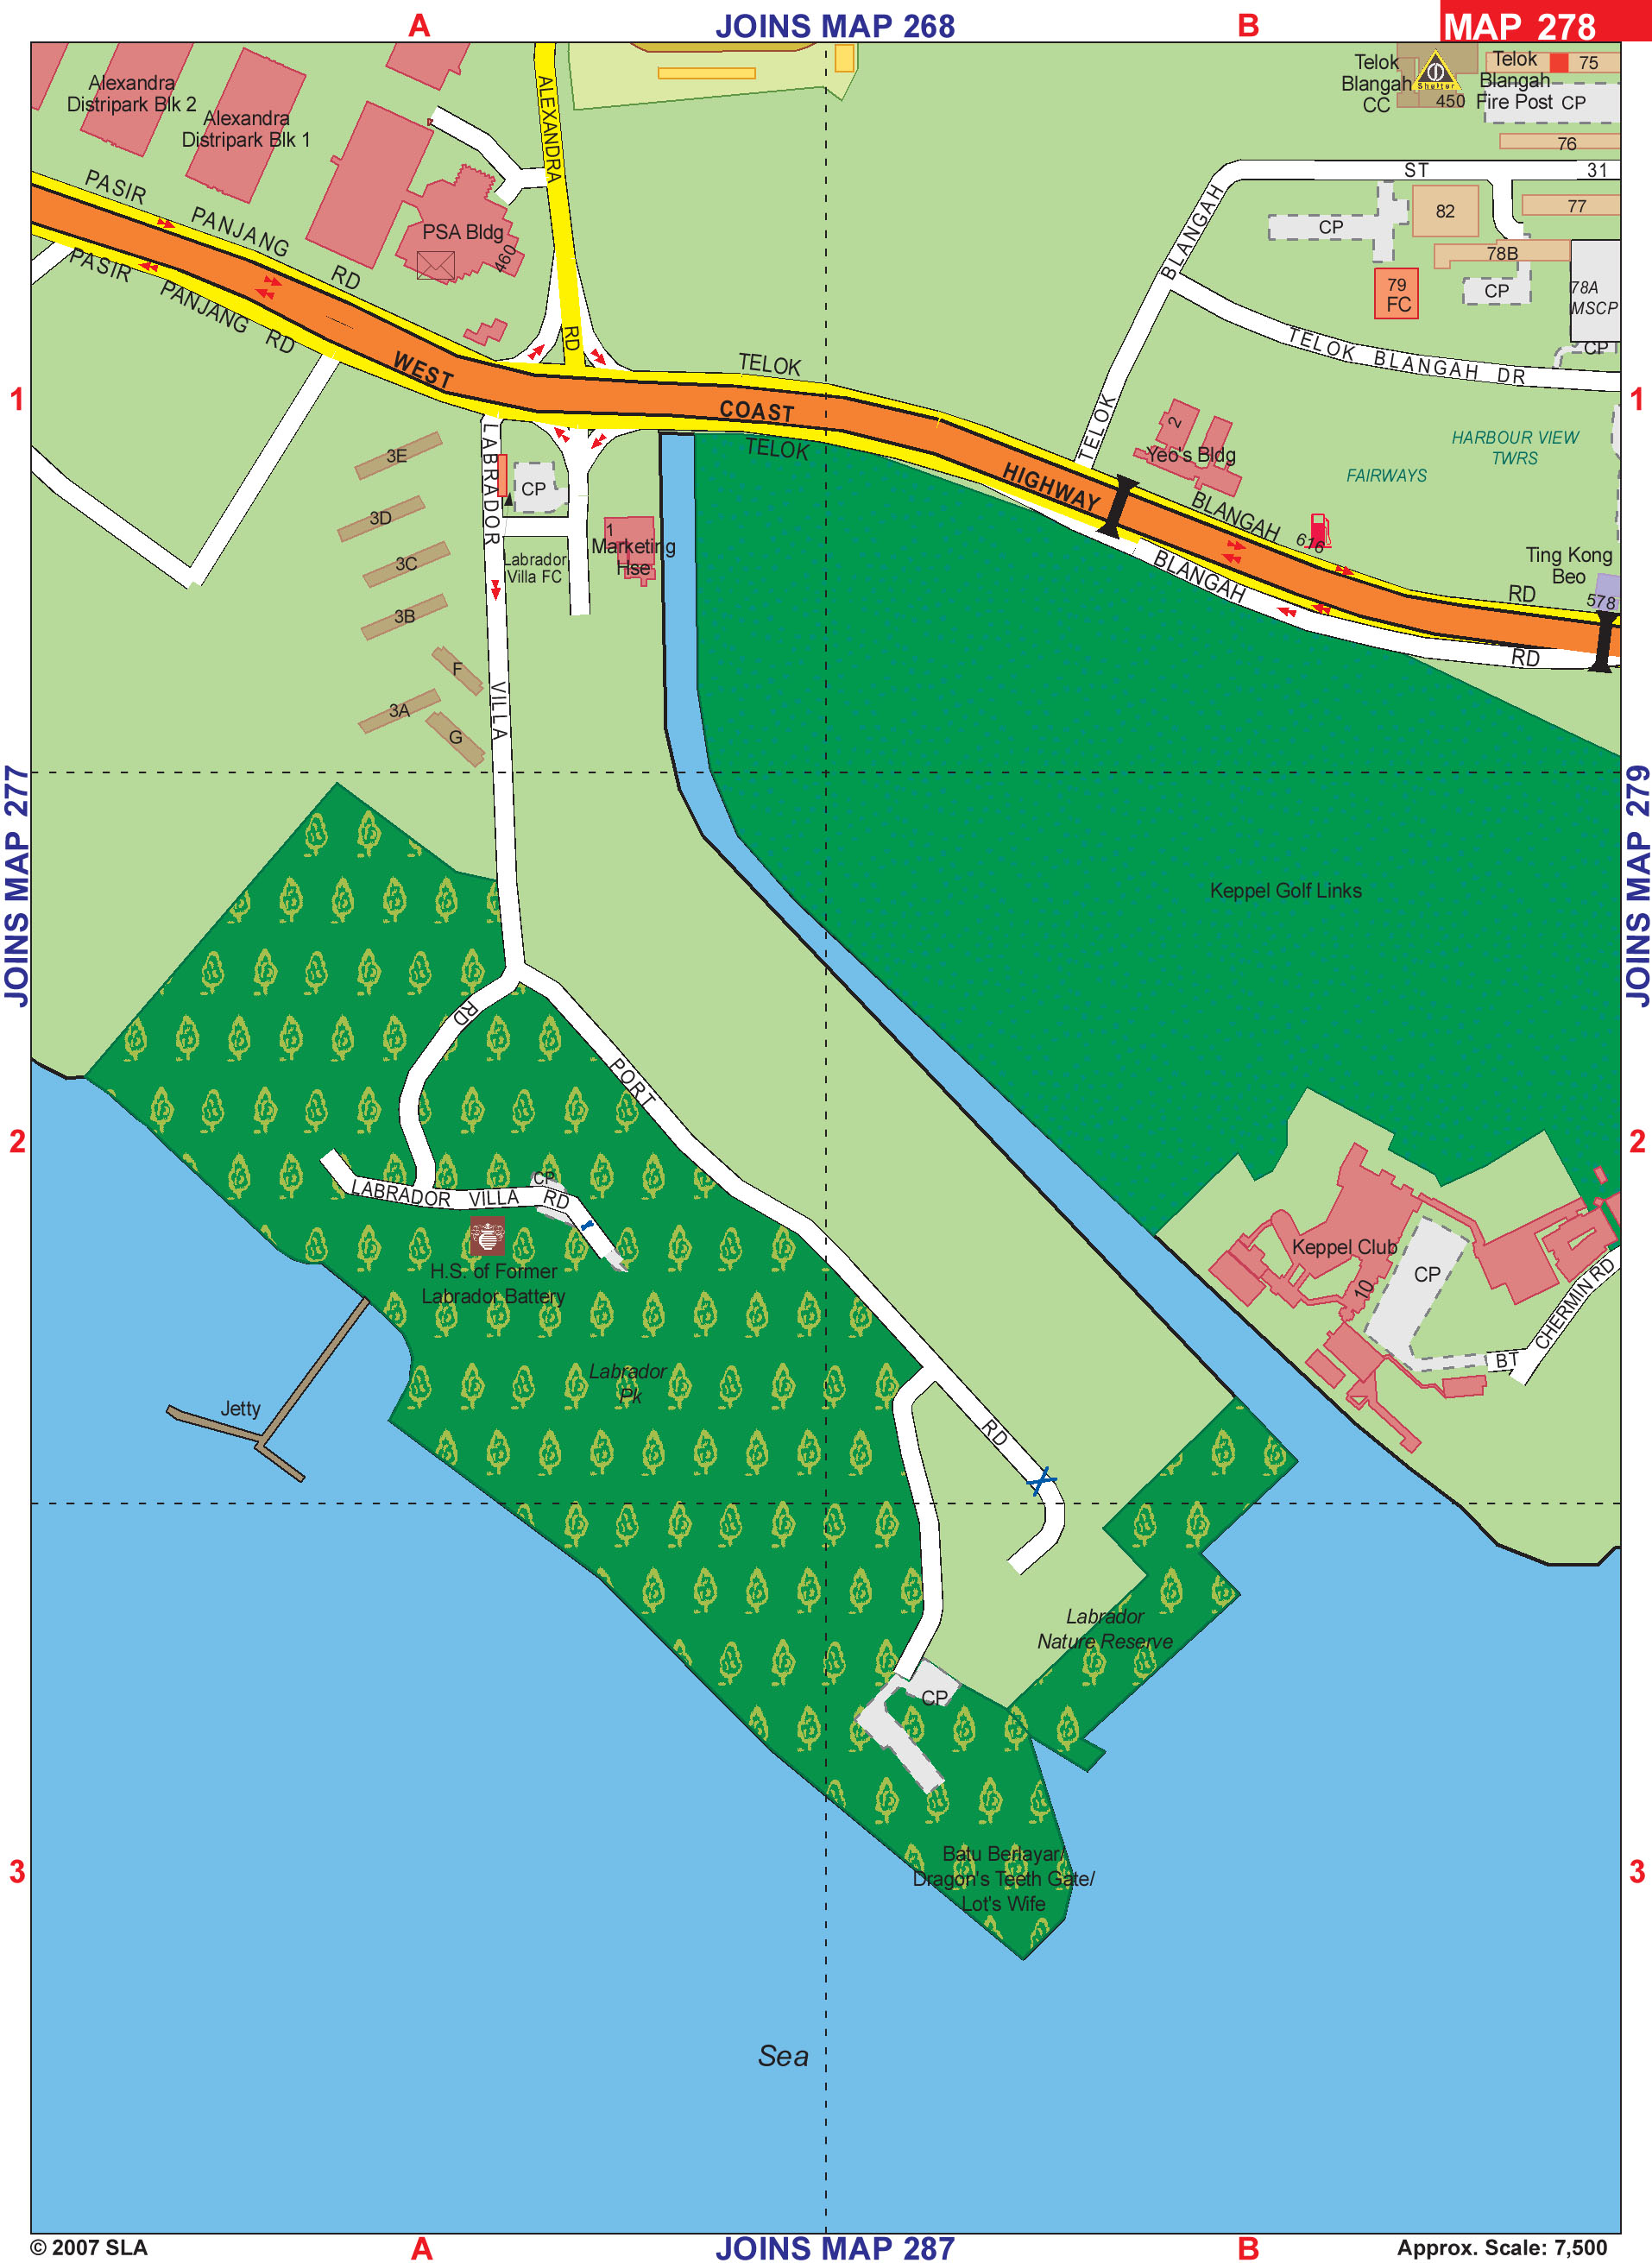 A
JOINS MAP 268
B
MAP 278
Alexandra
Distripark Blk 2
Alexandra
Distripark Blk 1
ALEXANDRA
RD
Telok
Blangah
CC
Shelter
450
Telok
Blangah
Fire Post
75
CP
76
ST 31
77
82
CP
78B
CP
79
FC
78A
MSCP
CP
PASIR PANJANG RD
PASIR PANJANG RD
PSA Bldg
460
TELOK BLANGAH
TELOK BLANGAH DR
WEST COAST HIGHWAY
TELOK BLANGAH RD
TELOK BLANGAH RD
1
1
2
Yeo's Bldg
HARBOUR VIEW
TWRS
FAIRWAYS
616
Ting Kong
Beo
578
3E
3D
3C
3B
F
3A
G
LABRADOR VILLA RD
CP
Labrador
Villa FC
1
Marketing
Hse
JOINS MAP 277
JOINS MAP 279
Keppel Golf Links
PORT RD
2
2
CP
LABRADOR VILLA RD
H.S. of Former
Labrador Battery
Keppel Club
10
CP
BT CHERMIN RD
Labrador
Pk
Jetty
Labrador
Nature Reserve
CP
Batu Berlayar/
Dragon's Teeth Gate/
Lot's Wife
3
3
Sea
© 2007 SLA
A
JOINS MAP 287
B
Approx. Scale: 7,500